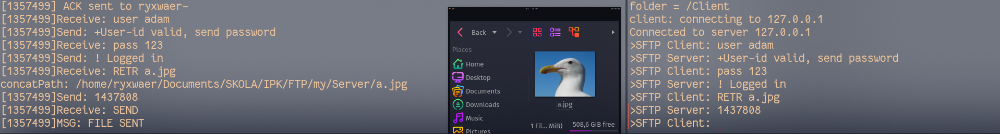 [1357499] ACK sent to ryxwaer-
[1357499]Receive: user adam
[1357499]Send: +User-id valid, send password
[1357499]Receive: pass 123
[1357499]Send: ! Logged in
[1357499]Receive: RETR a.jpg
concatPath: /home/ryxwaer/Documents/SKOLA/IPK/FTP/my/Server/a.jpg
[1357499]Send: 1437808
[1357499]Receive: SEND
[1357499]MSG: FILE SENT
Back
Places
Home
Desktop
Documents
Downloads
Music
Pictures
a.jpg
1 Fil... MiB)
508,6 GiB free
folder = /Client
client: connecting to 127.0.0.1
Connected to server 127.0.0.1
>SFTP Client: user adam
>SFTP Server: +User-id valid, send password
>SFTP Client: pass 123
>SFTP Server: ! Logged in
>SFTP Client: RETR a.jpg
>SFTP Server: 1437808
>SFTP Client: _